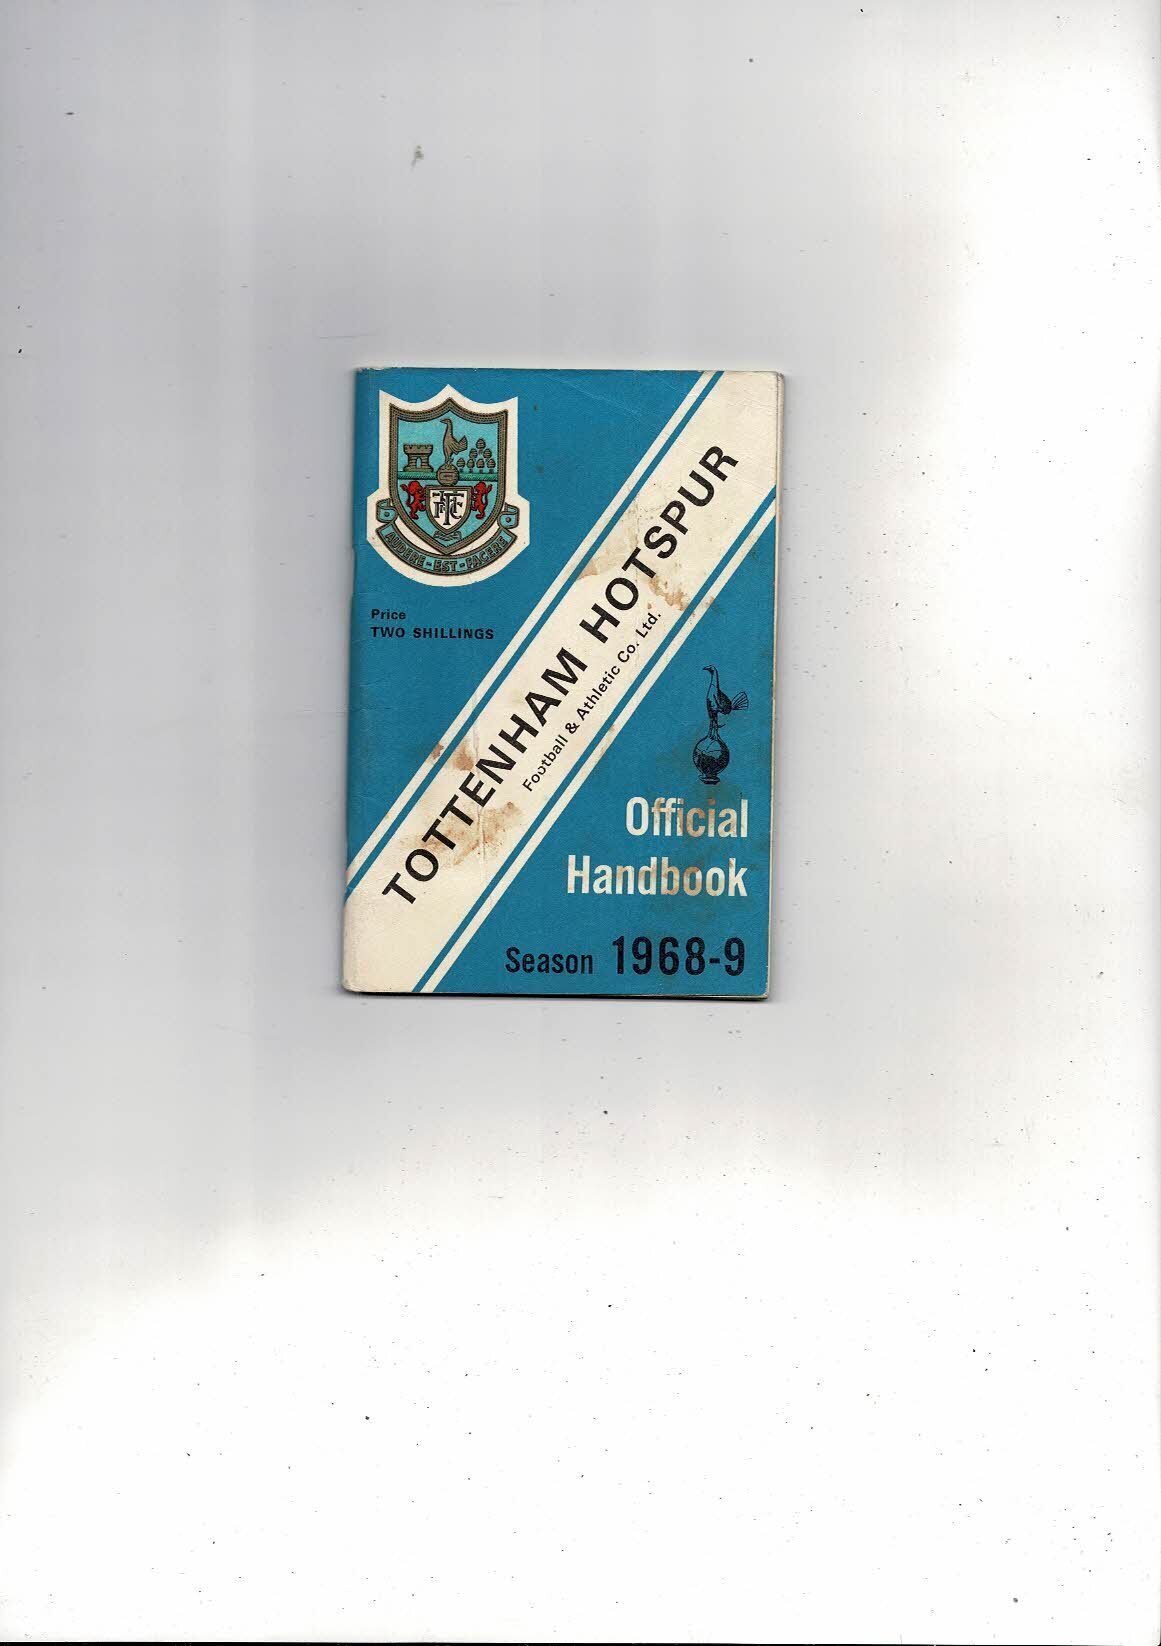 AUDERE-EST-FACERE
Price
TWO SHILLINGS
TOTTENHAM HOTSPUR
Football & Athletic Co. Ltd.
Official
Handbook
Season 1968-9